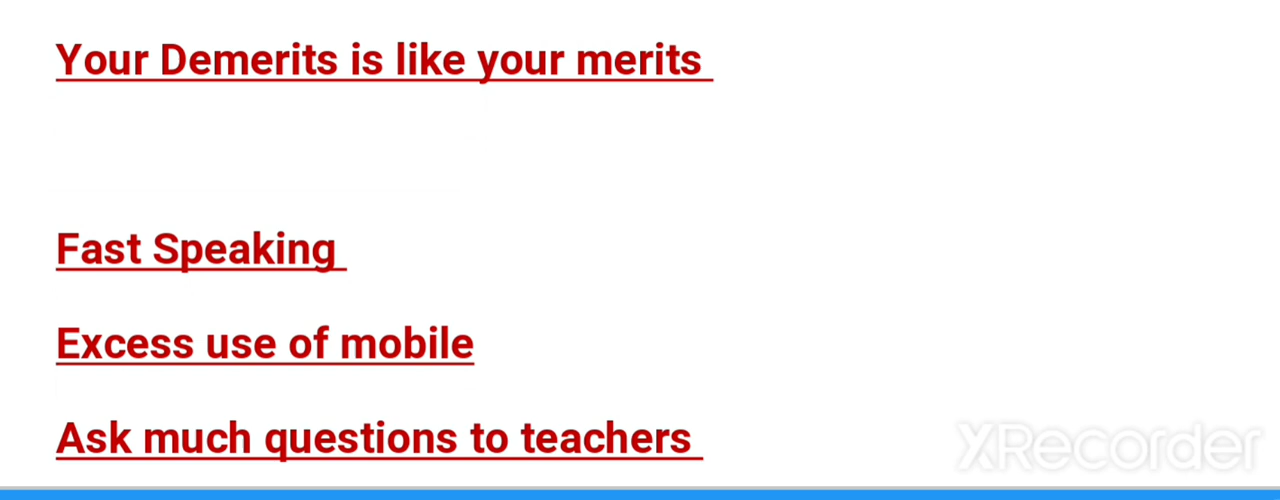 Your Demerits is like your merits
Fast Speaking
Excess use of mobile
Ask much questions to teachers
XRecorder